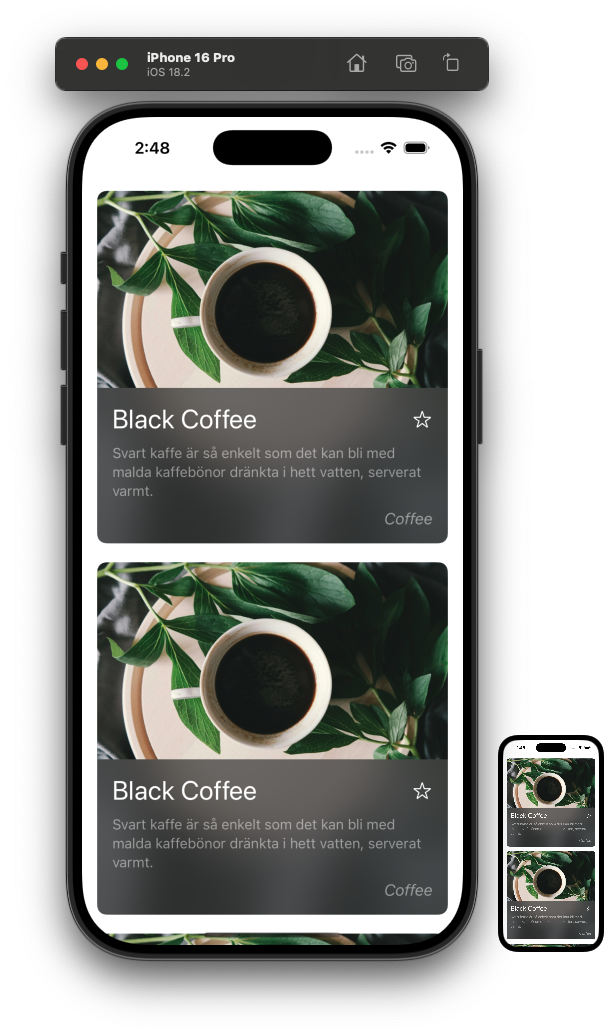 iPhone 16 Pro
iOS 18.2
2:48
Black Coffee
Svart kaffe är så enkelt som det kan bli med
malda kaffebönor dränkta i hett vatten, serverat
varmt.
Coffee
Black Coffee
Svart kaffe är så enkelt som det kan bli med
malda kaffebönor dränkta i hett vatten, serverat
varmt.
Coffee
Black Coffee
Black Coffee